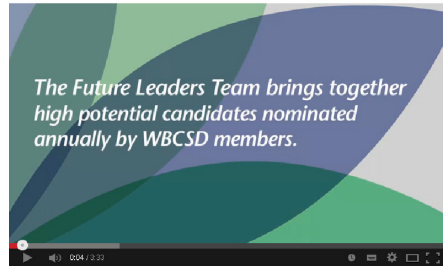 The Future Leaders Team brings together
high potential candidates nominated
annually by WBCSD members.
0:04 / 3:33